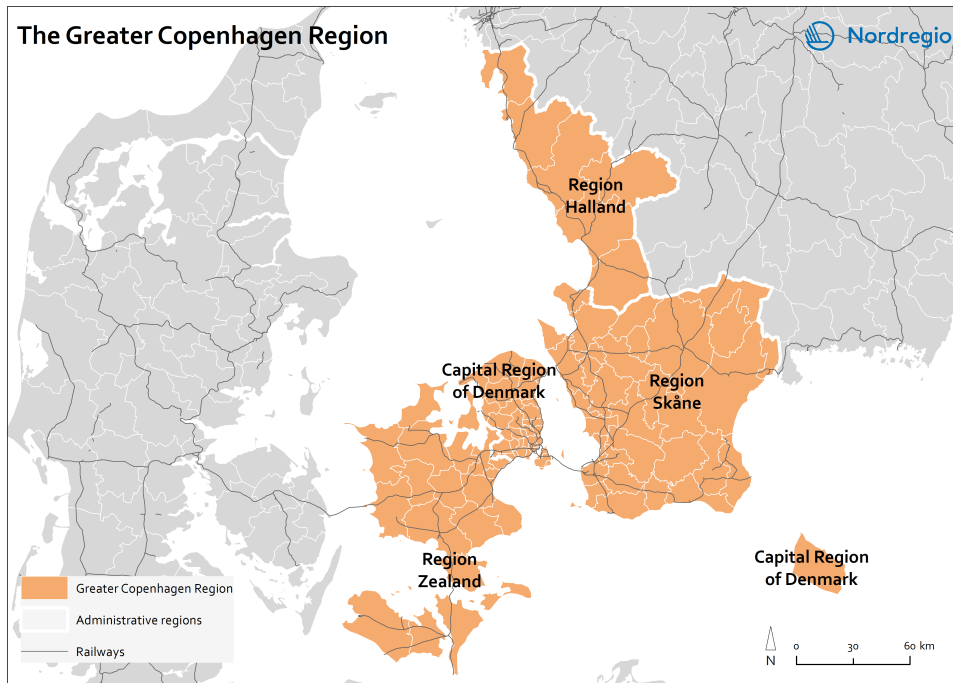 The Greater Copenhagen Region
Nordregio
Region
Halland
Capital Region
of Denmark
Region
Skåne
Region
Zealand
Capital Region
of Denmark
Greater Copenhagen Region
Administrative regions
Railways
N
0 30 60 km